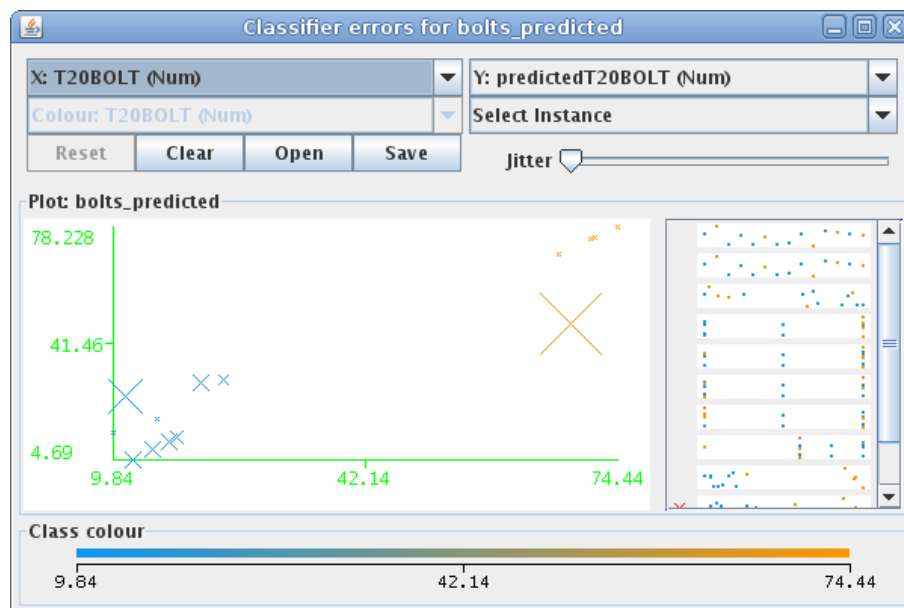 Classifier errors for bolts_predicted
X: T20BOLT (Num)
Y: predictedT20BOLT (Num)
Colour: T20BOLT (Num)
Select Instance
Reset
Clear
Open
Save
Jitter
Plot: bolts_predicted
78.228
41.46
4.69
9.84
42.14
74.44
Class colour
9.84
42.14
74.44